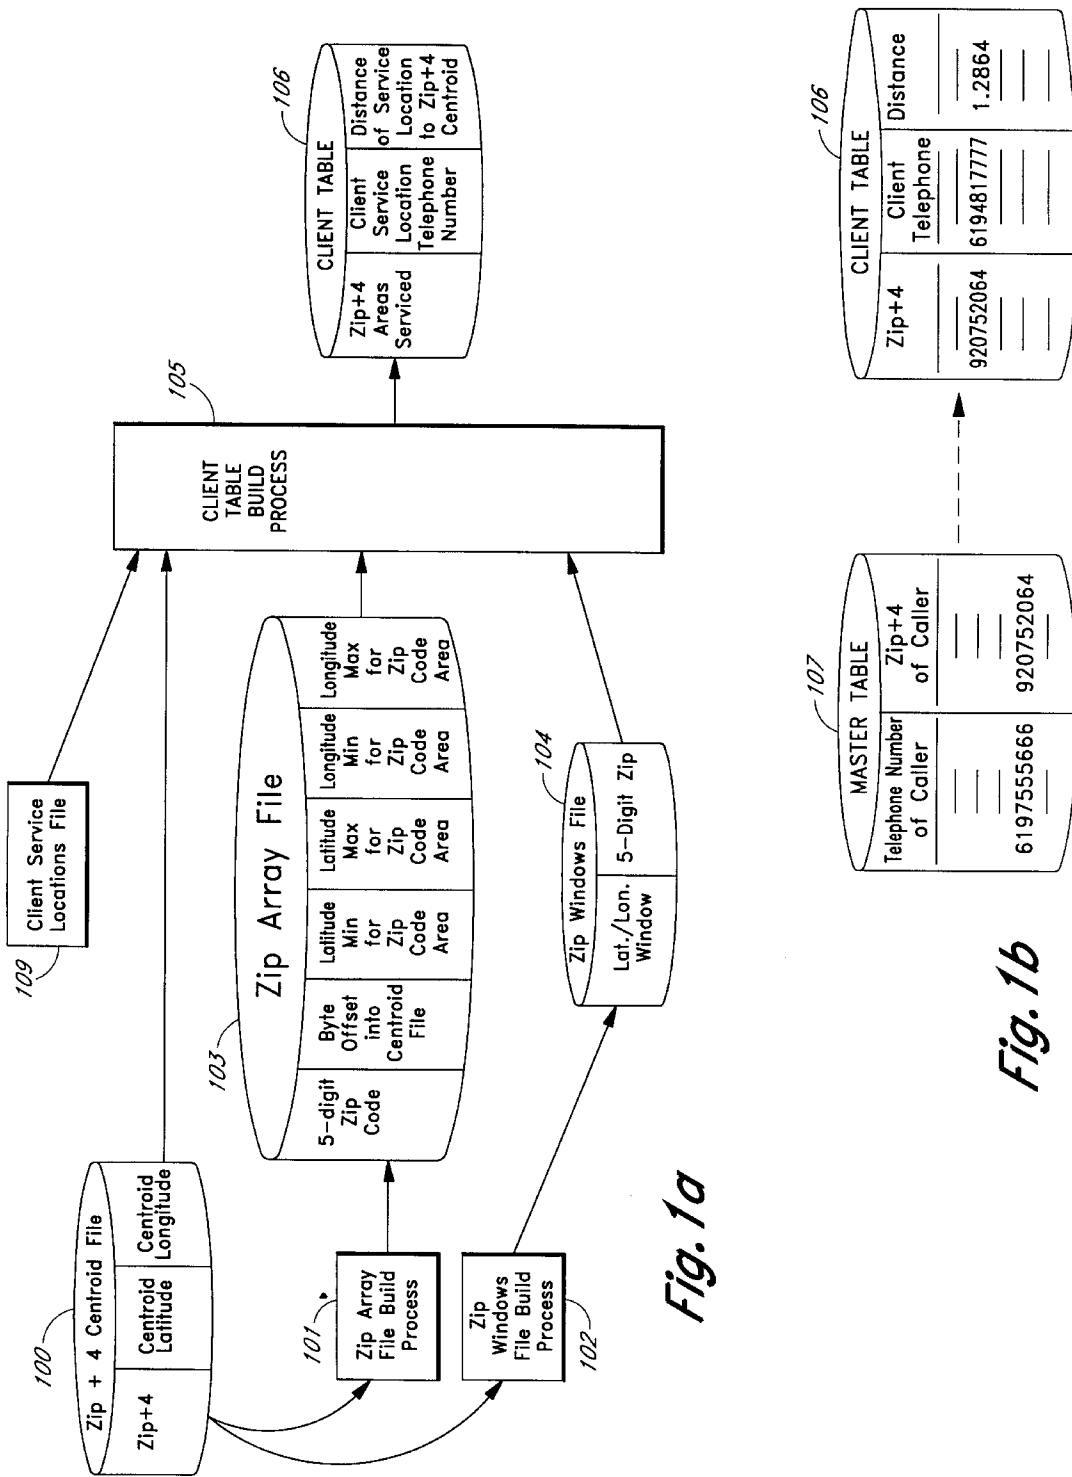 100
Zip + 4 Centroid File
Zip+4
Centroid
Latitude
Centroid
Longitude
109
Client Service
Locations File
101
Zip Array
File Build
Process
103
Zip Array File
5-digit
Zip
Code
Byte
Offset
into
Centroid
File
Latitude
Min
for
Zip
Code
Area
Latitude
Max
for
Zip
Code
Area
Longitude
Min
for
Zip
Code
Area
Longitude
Max
for
Zip
Code
Area
Zip
Windows
File Build
Process
102
104
Zip Windows File
Lat./Lon.
Window
5-Digit Zip
105
CLIENT
TABLE
BUILD
PROCESS
106
CLIENT TABLE
Zip+4
Areas
Serviced
Client
Service
Location
Telephone
Number
Distance
of Service
Location
to Zip+4
Centroid
Fig. 1a
107
MASTER TABLE
Telephone Number
of Caller
6197555666
Zip+4
of Caller
920752064
106
CLIENT TABLE
Zip+4
920752064
Client
Telephone
6194817777
Distance
1.2864
Fig. 1b